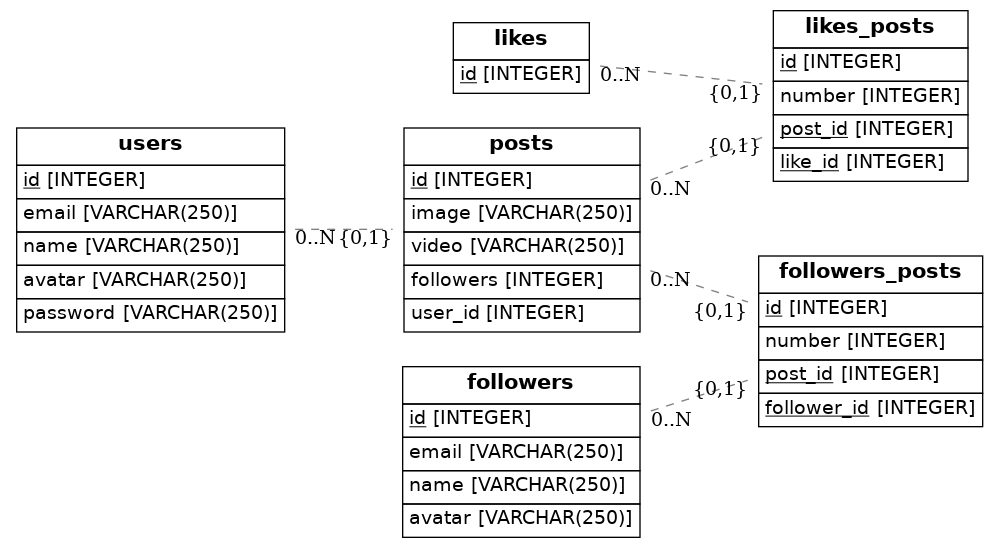 likes
id [INTEGER]
likes_posts
id [INTEGER]
number [INTEGER]
post_id [INTEGER]
like_id [INTEGER]
0..N
{0,1}
{0,1}
0..N
users
id [INTEGER]
email [VARCHAR(250)]
name [VARCHAR(250)]
avatar [VARCHAR(250)]
password [VARCHAR(250)]
0..N
{0,1}
posts
id [INTEGER]
image [VARCHAR(250)]
video [VARCHAR(250)]
followers [INTEGER]
user_id [INTEGER]
0..N
{0,1}
followers_posts
id [INTEGER]
number [INTEGER]
post_id [INTEGER]
follower_id [INTEGER]
{0,1}
0..N
followers
id [INTEGER]
email [VARCHAR(250)]
name [VARCHAR(250)]
avatar [VARCHAR(250)]